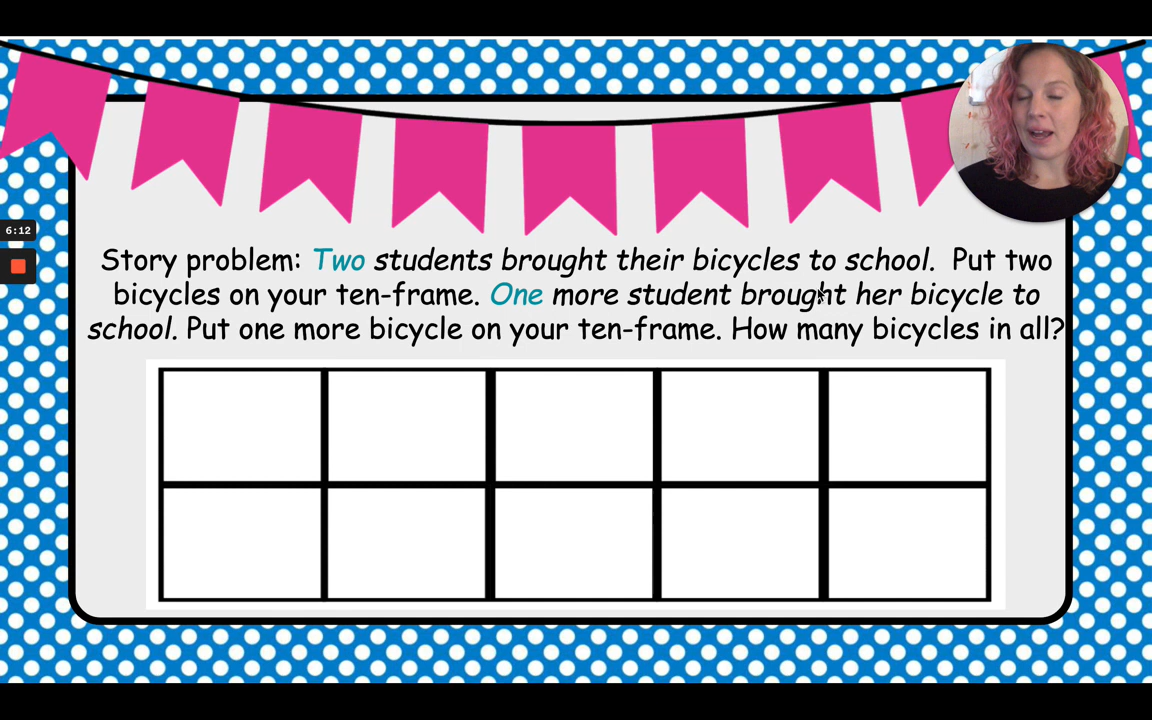 6:12
Story problem: Two students brought their bicycles to school. Put two
bicycles on your ten-frame. One more student brought her bicycle to
school. Put one more bicycle on your ten-frame. How many bicycles in all?